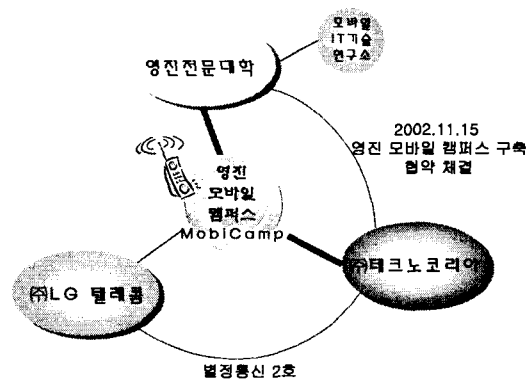 모바일
IT기술
연구소
영진전문대학
2002.11.15
영진 모바일 캠퍼스 구축
협약 체결
영진
모바일
캠퍼스
MobiCamp
㈜테크노코리아
㈜LG 텔레콤
별정통신 2호